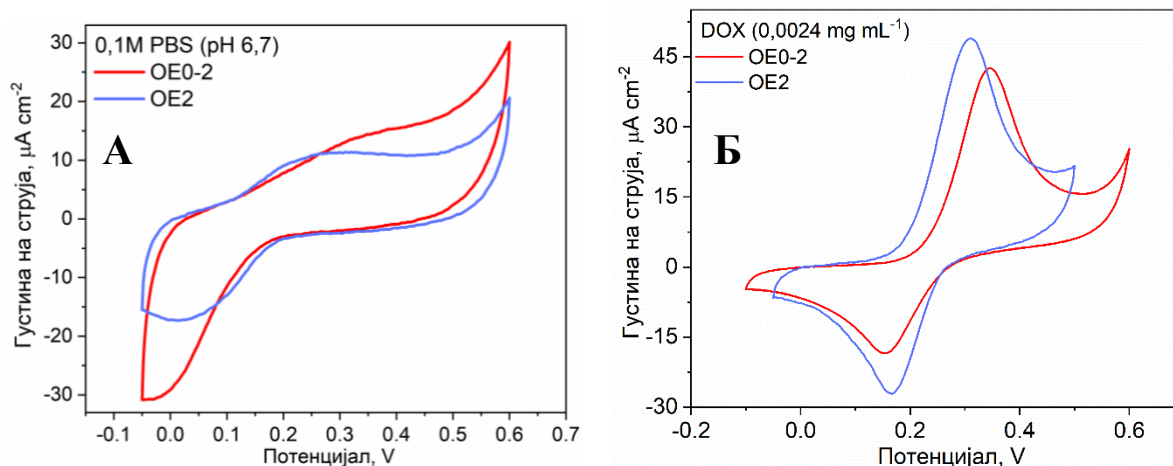 0,1M PBS (pH 6,7)
OE0-2
OE2
А
30
20
10
0
-10
-20
-30
Густина на струја, µA cm-2
-0.1 0.0 0.1 0.2 0.3 0.4 0.5 0.6 0.7
Потенцијал, V
DOX (0,0024 mg mL-1)
OE0-2
OE2
Б
45
30
15
0
-15
-30
Густина на струја, µA cm-2
-0.2 0.0 0.2 0.4 0.6
Потенцијал, V